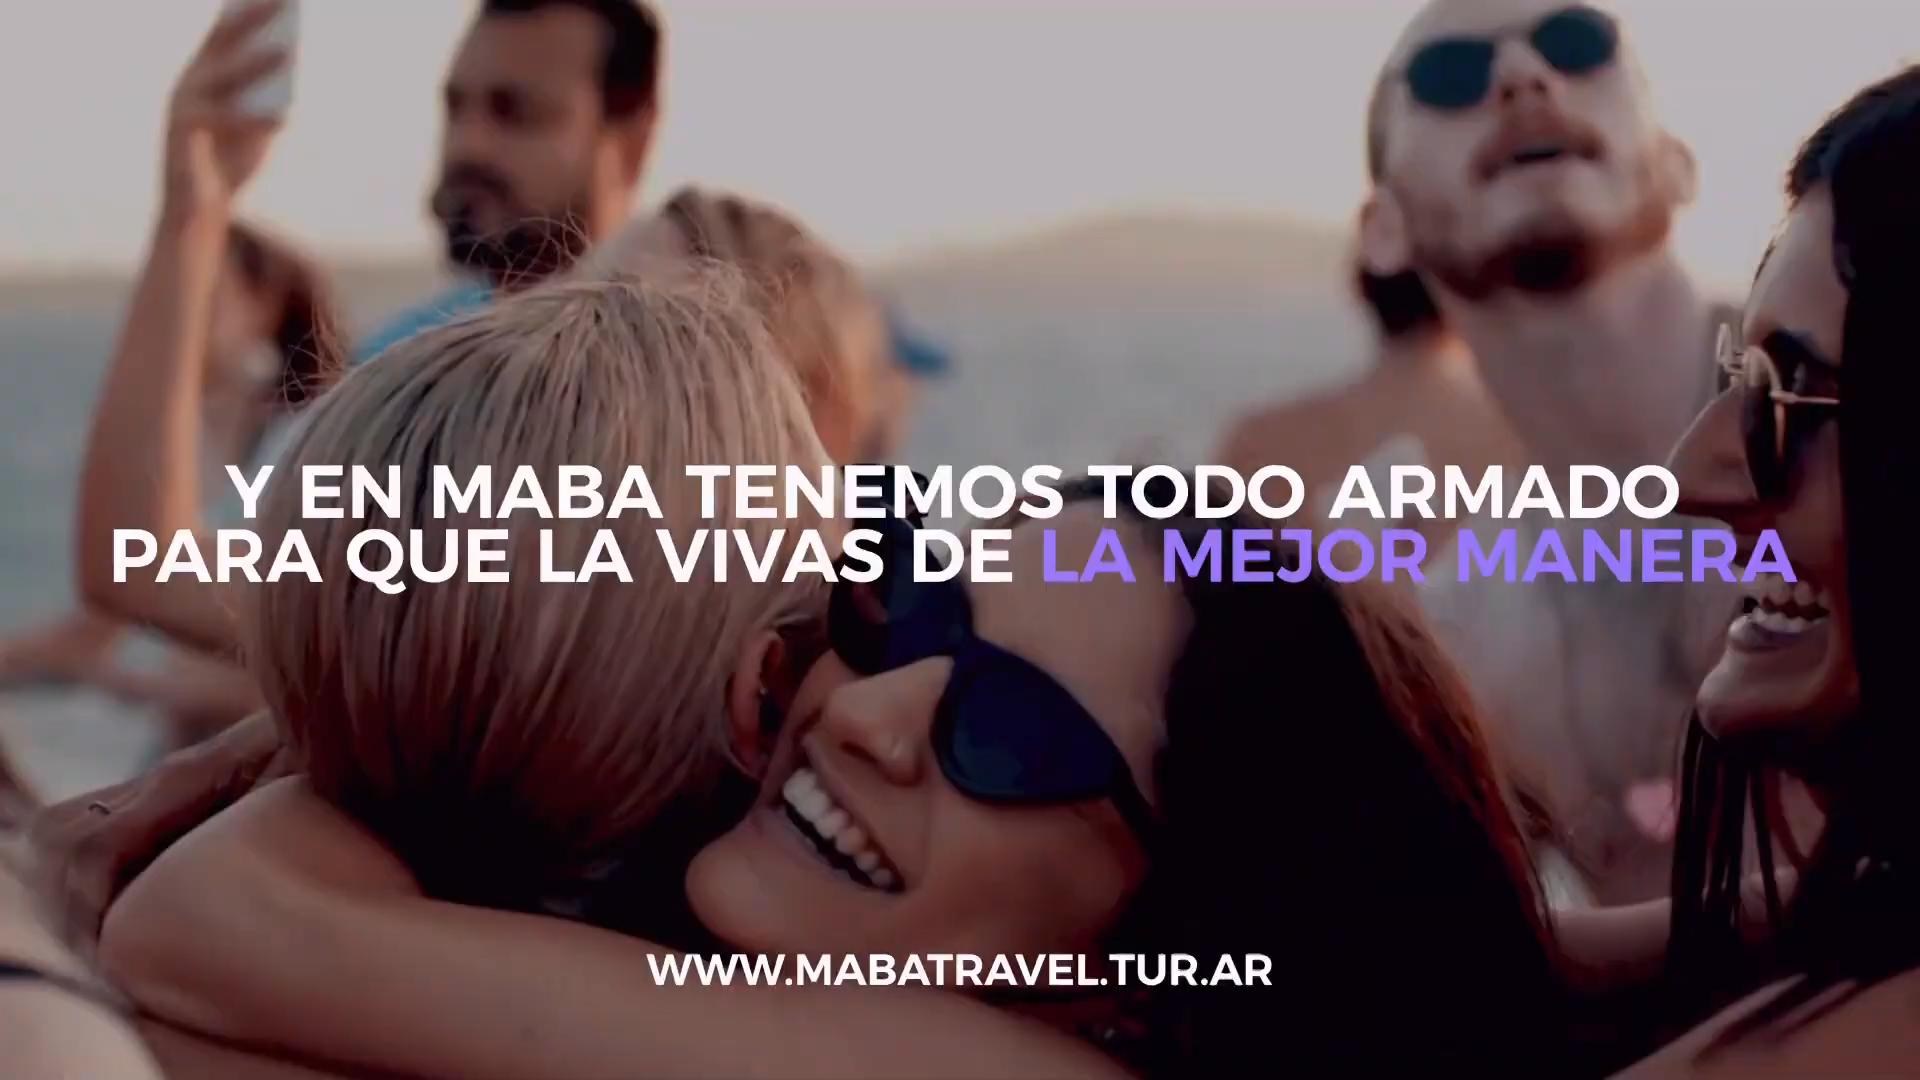 Y EN MABA TENEMOS TODO ARMADO
PARA QUE LA VIVAS DE LA MEJOR MANERA
WWW.MABATRAVEL.TUR.AR